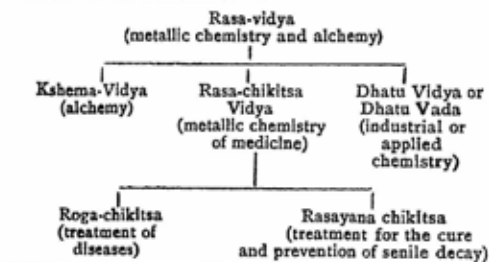 Rasa-vidya
(metallic chemistry and alchemy)
Kshema-Vidya
(alchemy)
Rasa-chikitsa
Vidya
(metallic chemistry
of medicine)
Dhatu Vidya or
Dhatu Vada
(industrial or
applied
chemistry)
Roga-chikitsa
(treatment of
diseases)
Rasayana chikitsa
(treatment for the cure
and prevention of senile decay)